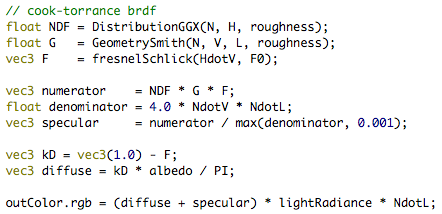 // cook-torrance brdf
float NDF = DistributionGGX(N, H, roughness);
float G   = GeometrySmith(N, V, L, roughness);
vec3 F    = fresnelSchlick(HdotV, F0);

vec3 numerator    = NDF * G * F;
float denominator = 4.0 * NdotV * NdotL;
vec3 specular     = numerator / max(denominator, 0.001);

vec3 kD = vec3(1.0) - F;
vec3 diffuse = kD * albedo / PI;

outColor.rgb = (diffuse + specular) * lightRadiance * NdotL;